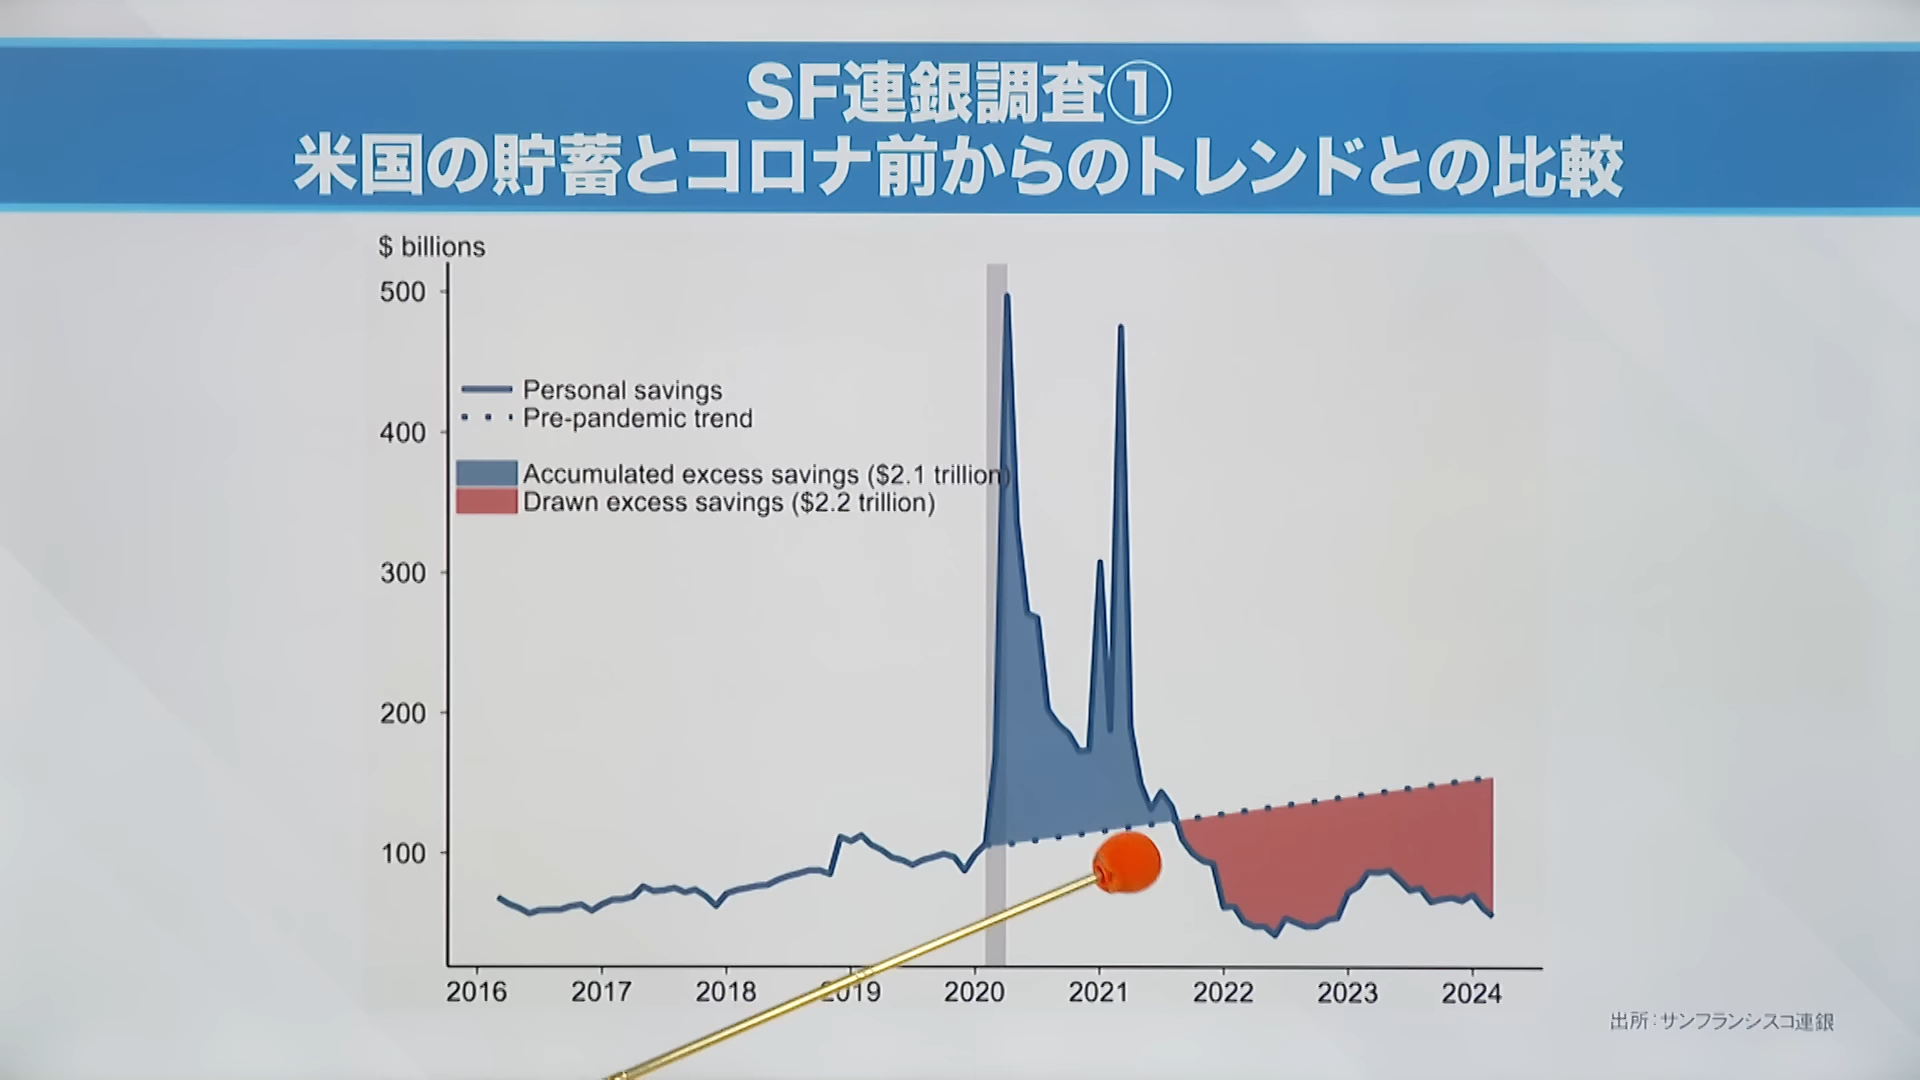 SF連銀調査①
米国の貯蓄とコロナ前からのトレンドとの比較
$ billions
500
400
300
200
100
Personal savings
Pre-pandemic trend
Accumulated excess savings ($2.1 trillion)
Drawn excess savings ($2.2 trillion)
2016 2017 2018 2019 2020 2021 2022 2023 2024
出所：サンフランシスコ連銀